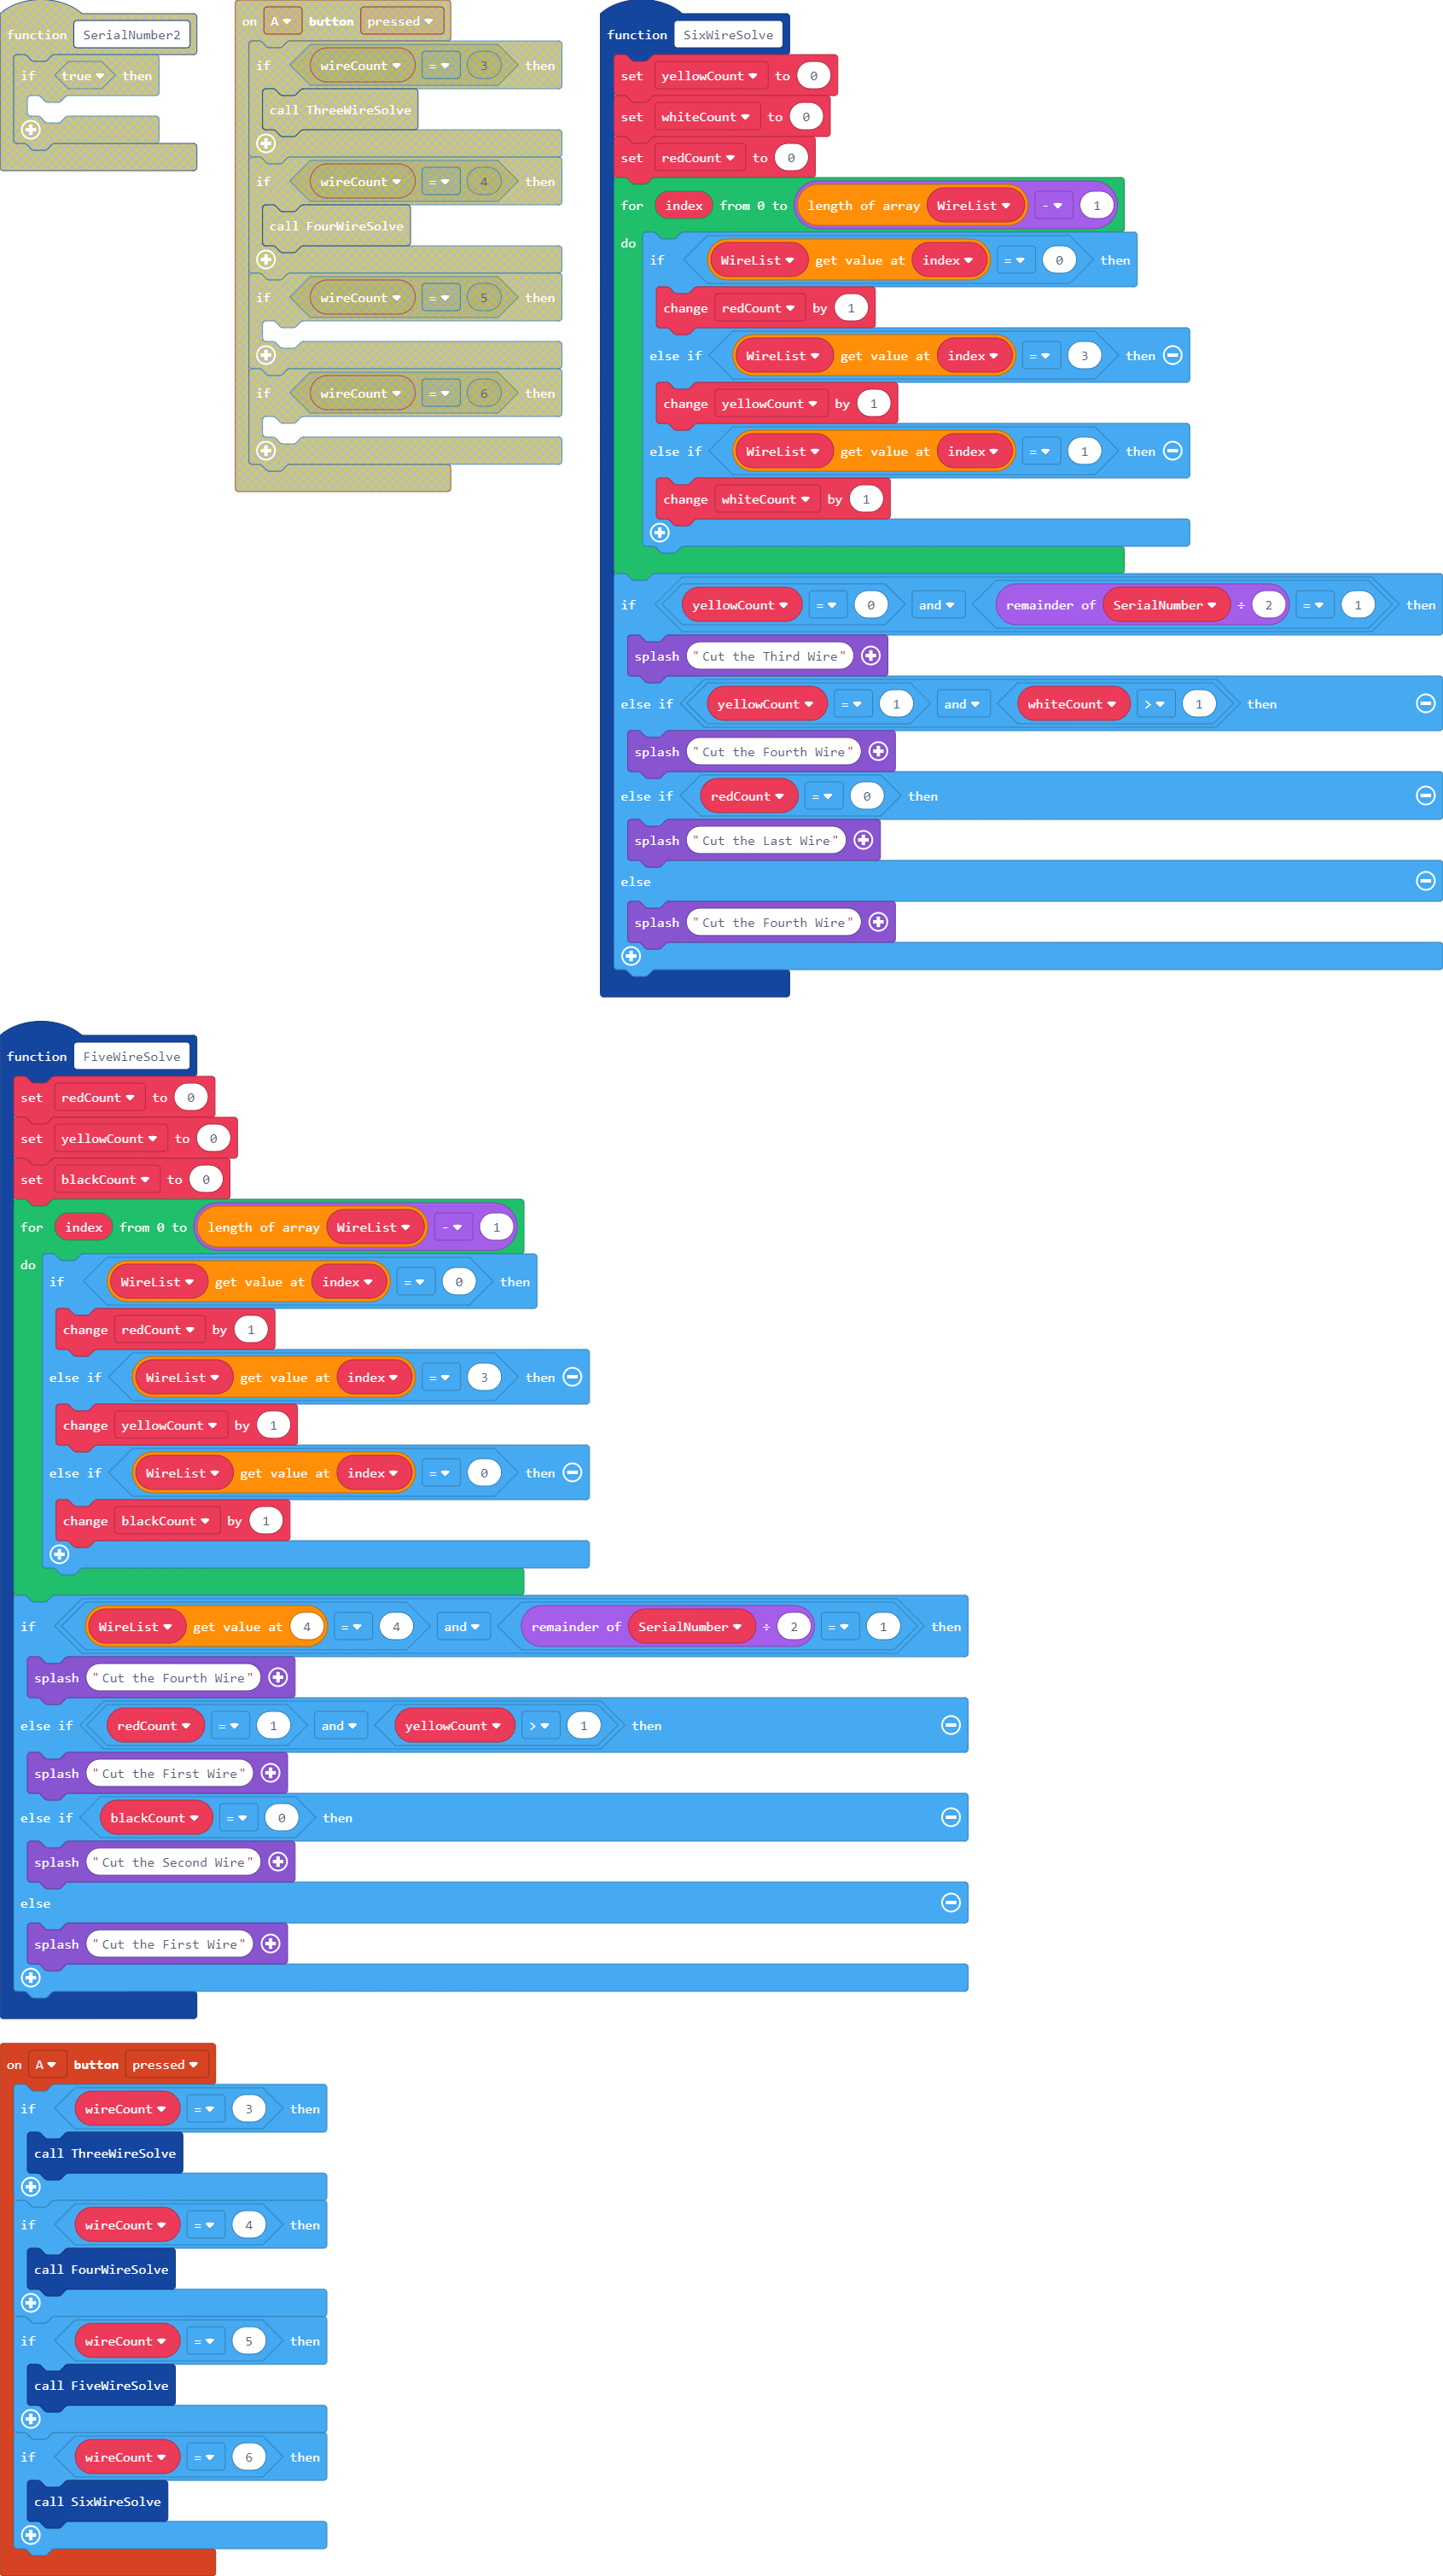 function SerialNumber2
if true then
on A button pressed
if wireCount = 3 then
call ThreeWireSolve
if wireCount = 4 then
call FourWireSolve
if wireCount = 5 then
if wireCount = 6 then
function SixWireSolve
set yellowCount to 0
set whiteCount to 0
set redCount to 0
for index from 0 to length of array WireList - 1
do
if WireList get value at index = 0 then
change redCount by 1
else if WireList get value at index = 3 then
change yellowCount by 1
else if WireList get value at index = 1 then
change whiteCount by 1
if yellowCount = 0 and remainder of SerialNumber ÷ 2 = 1 then
splash "Cut the Third Wire"
else if yellowCount = 1 and whiteCount > 1 then
splash "Cut the Fourth Wire"
else if redCount = 0 then
splash "Cut the Last Wire"
else
splash "Cut the Fourth Wire"
function FiveWireSolve
set redCount to 0
set yellowCount to 0
set blackCount to 0
for index from 0 to length of array WireList - 1
do
if WireList get value at index = 0 then
change redCount by 1
else if WireList get value at index = 3 then
change yellowCount by 1
else if WireList get value at index = 0 then
change blackCount by 1
if WireList get value at 4 = 4 and remainder of SerialNumber ÷ 2 = 1 then
splash "Cut the Fourth Wire"
else if redCount = 1 and yellowCount > 1 then
splash "Cut the First Wire"
else if blackCount = 0 then
splash "Cut the Second Wire"
else
splash "Cut the First Wire"
on A button pressed
if wireCount = 3 then
call ThreeWireSolve
if wireCount = 4 then
call FourWireSolve
if wireCount = 5 then
call FiveWireSolve
if wireCount = 6 then
call SixWireSolve